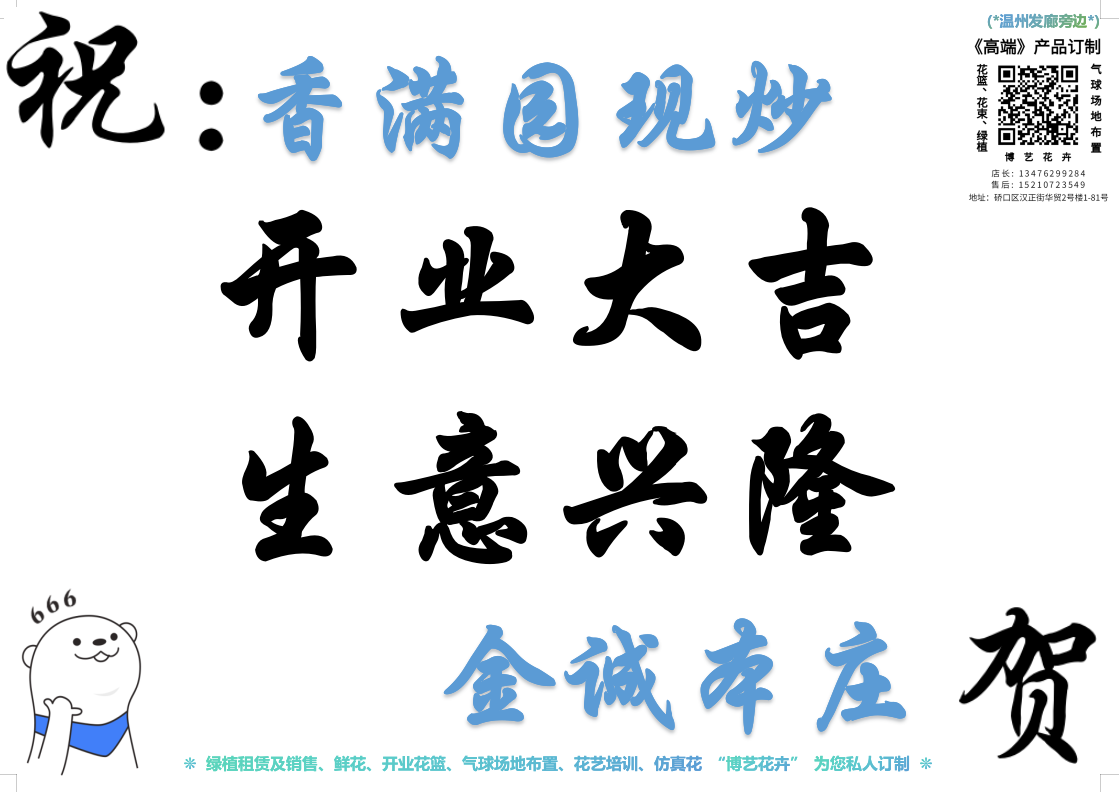 祝：香满园现炒
(*温州发廊旁边*)
《高端》产品订制
花篮、花束、绿植
气球场地布置
博艺花卉
店长：13476299284
售后：15210723549
地址：硚口区汉正街华贸2号楼1-81号
开业大吉
生意兴隆
666
金诚本庄 贺
※ 绿植租赁及销售、鲜花、开业花篮、气球场地布置、花艺培训、仿真花 “博艺花卉” 为您私人订制 ※